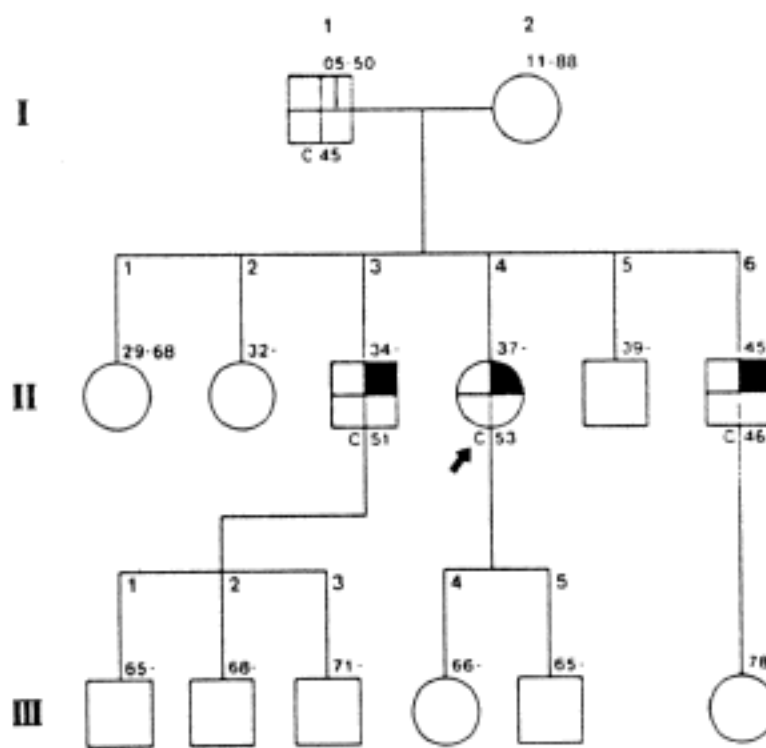 1 2
05-50 11-88
I
C 45
1 2 3 4 5 6
29-68 32- 34- 37- 39- 45
II
C 51 C 53 C 46
1 2 3 4 5
65- 68- 71- 66- 65- 78
III